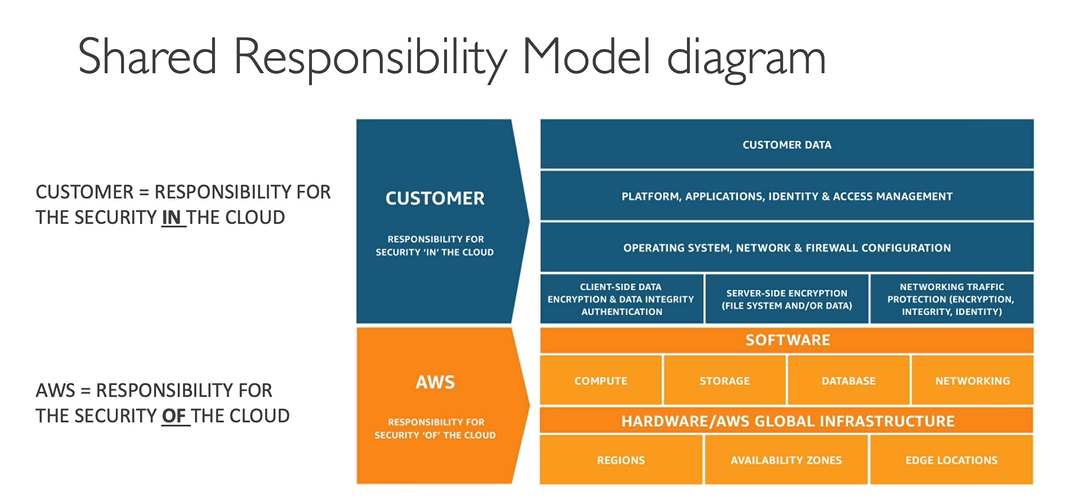 Shared Responsibility Model diagram
CUSTOMER = RESPONSIBILITY FOR
THE SECURITY IN THE CLOUD
CUSTOMER
RESPONSIBILITY FOR
SECURITY ‘IN’ THE CLOUD
CUSTOMER DATA
PLATFORM, APPLICATIONS, IDENTITY & ACCESS MANAGEMENT
OPERATING SYSTEM, NETWORK & FIREWALL CONFIGURATION
CLIENT-SIDE DATA
ENCRYPTION & DATA INTEGRITY
AUTHENTICATION
SERVER-SIDE ENCRYPTION
(FILE SYSTEM AND/OR DATA)
NETWORKING TRAFFIC
PROTECTION (ENCRYPTION,
INTEGRITY, IDENTITY)
AWS = RESPONSIBILITY FOR
THE SECURITY OF THE CLOUD
AWS
RESPONSIBILITY FOR
SECURITY ‘OF’ THE CLOUD
SOFTWARE
COMPUTE
STORAGE
DATABASE
NETWORKING
HARDWARE/AWS GLOBAL INFRASTRUCTURE
REGIONS
AVAILABILITY ZONES
EDGE LOCATIONS